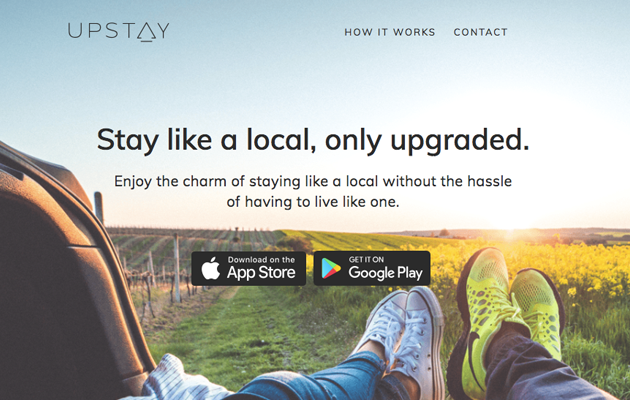 UPSTAY
HOW IT WORKS CONTACT
Stay like a local, only upgraded.
Enjoy the charm of staying like a local without the hassle
of having to live like one.
Download on the
App Store
GET IT ON
Google Play